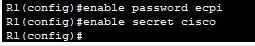 R1(config)#enable password ecpi
R1(config)#enable secret cisco
R1(config)#